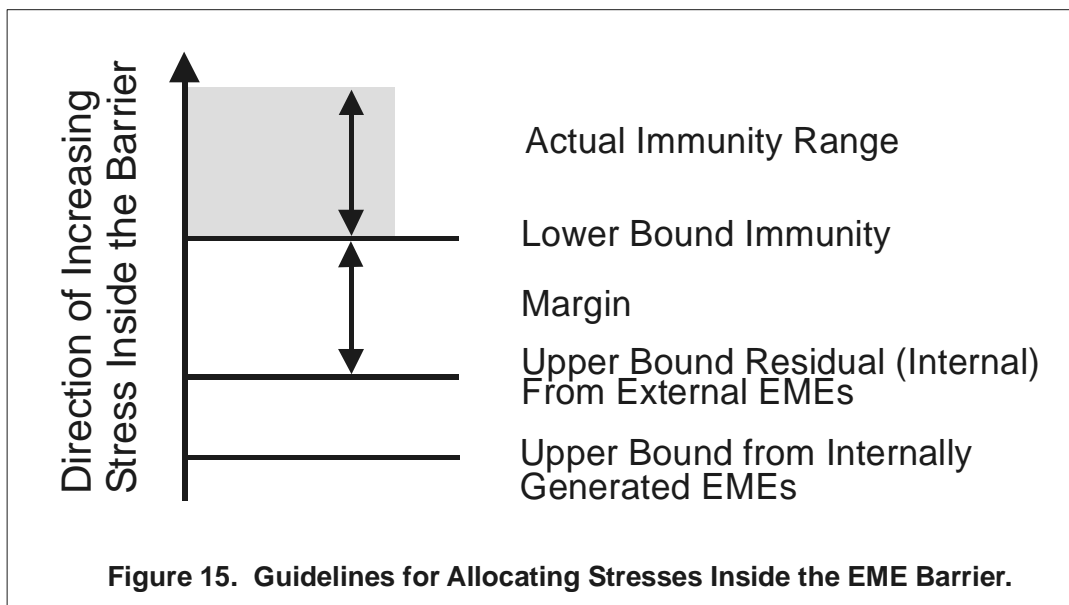 Direction of Increasing
Stress Inside the Barrier
Actual Immunity Range
Lower Bound Immunity
Margin
Upper Bound Residual (Internal)
From External EMEs
Upper Bound from Internally
Generated EMEs
Figure 15. Guidelines for Allocating Stresses Inside the EME Barrier.